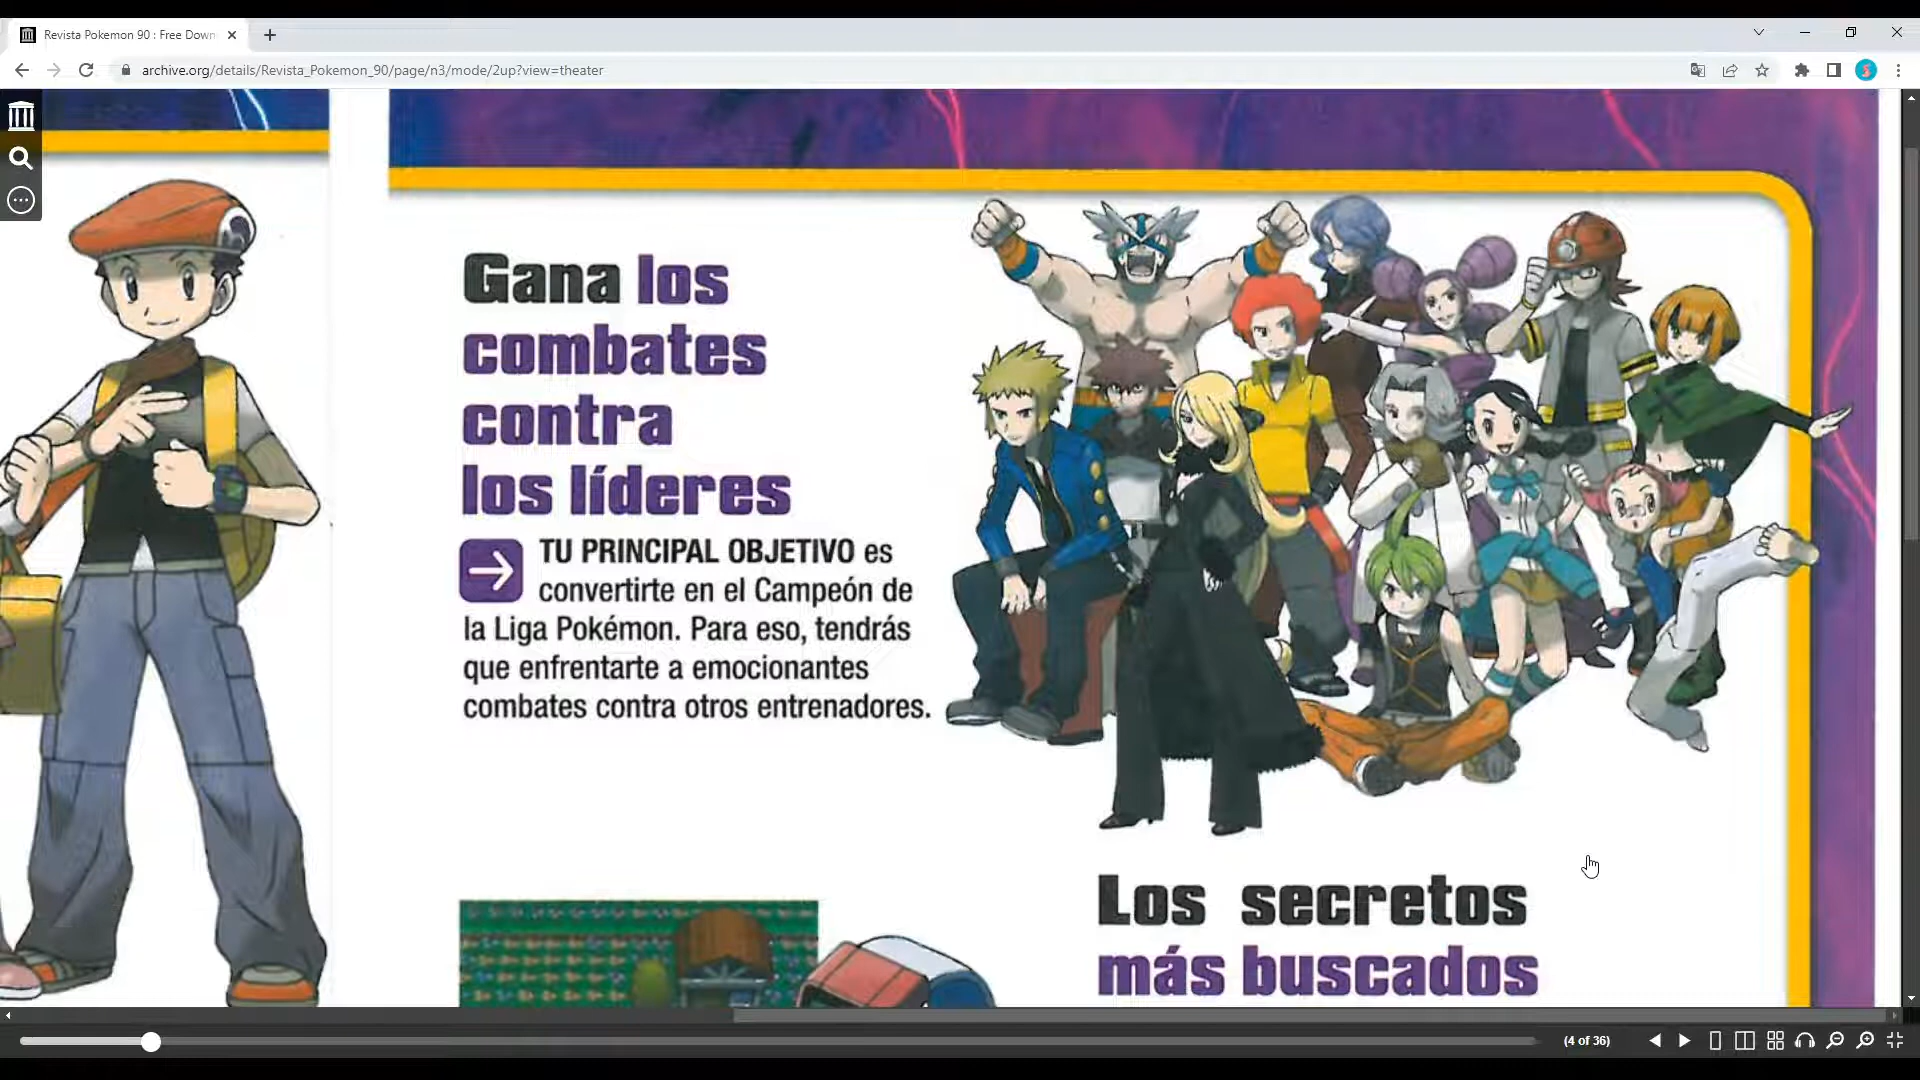 Revista Pokemon 90 : Free Down
archive.org/details/Revista_Pokemon_90/page/n3/mode/2up?view=theater
Gana los
combates
contra
los líderes
TU PRINCIPAL OBJETIVO es
convertirte en el Campeón de
la Liga Pokémon. Para eso, tendrás
que enfrentarte a emocionantes
combates contra otros entrenadores.
Los secretos
más buscados
(4 of 36)